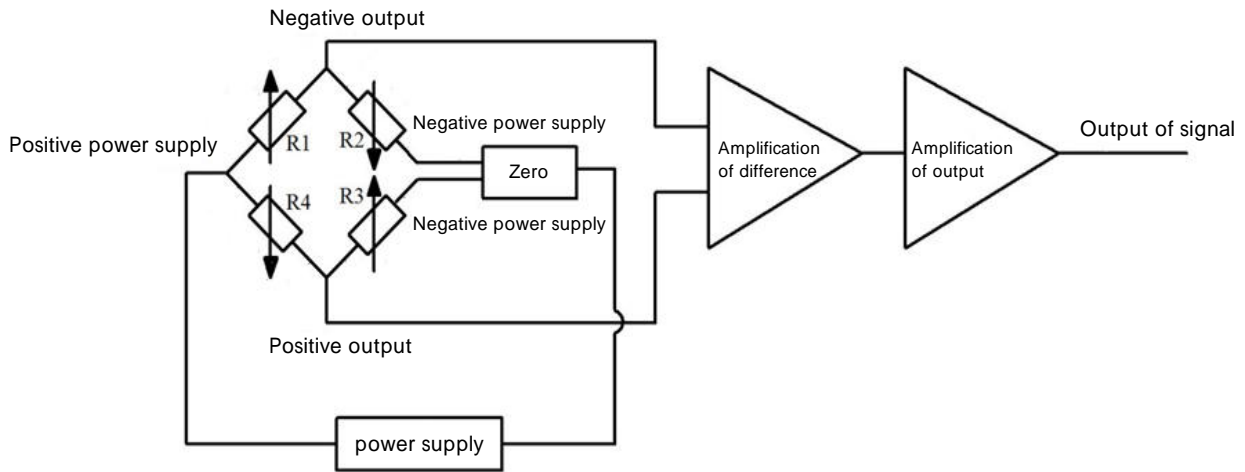 Negative output
Positive power supply
R1
R2
Negative power supply
Zero
R4
R3
Negative power supply
Positive output
power supply
Amplification
of difference
Amplification
of output
Output of signal